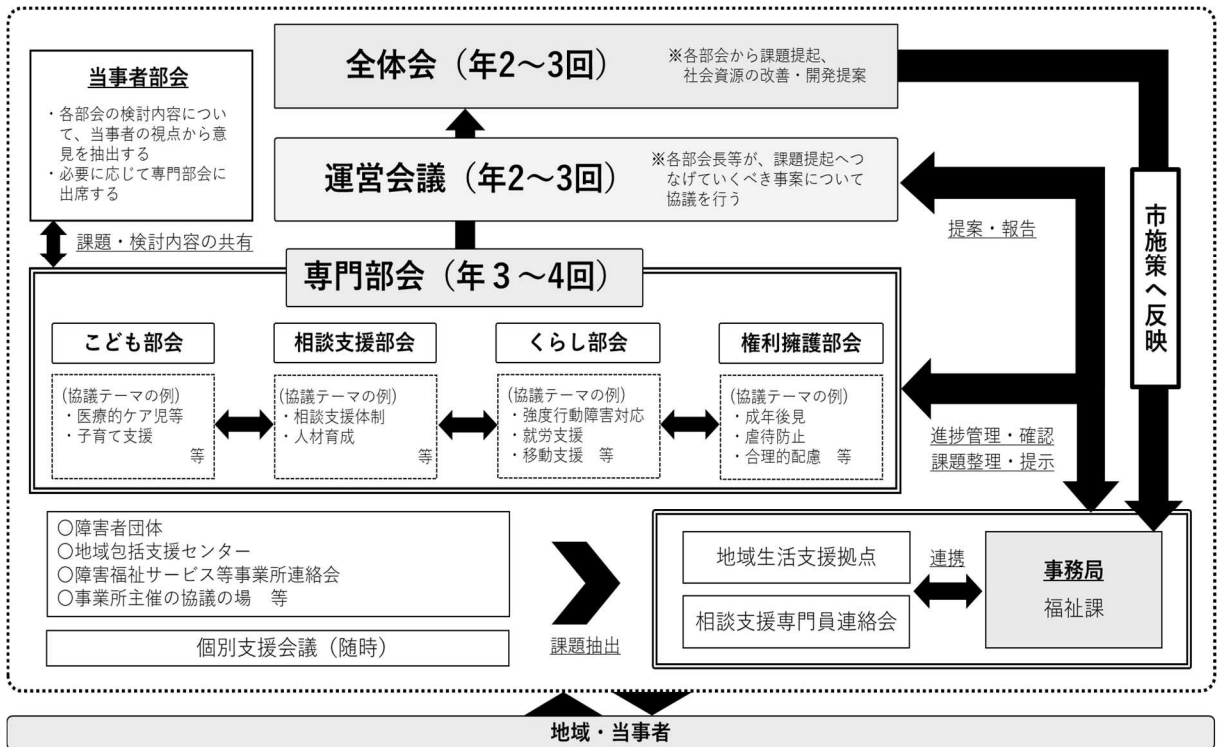 全体会（年2～3回）
※各部会から課題提起、
社会資源の改善・開発提案
当事者部会
・各部会の検討内容につい
て、当事者の視点から意
見を抽出する
・必要に応じて専門部会に
出席する
運営会議（年2～3回）
※各部会長等が、課題提起へつ
なげていくべき事案について
協議を行う
市施策へ反映
課題・検討内容の共有
提案・報告
専門部会（年３～4回）
こども部会
(協議テーマの例)
・医療的ケア児等
・子育て支援
等
相談支援部会
(協議テーマの例)
・相談支援体制
・人材育成
等
くらし部会
(協議テーマの例)
・強度行動障害対応
・就労支援
・移動支援　等
権利擁護部会
(協議テーマの例)
・成年後見
・虐待防止
・合理的配慮　等
進捗管理・確認
課題整理・提示
〇障害者団体
〇地域包括支援センター
〇障害福祉サービス等事業所連絡会
〇事業所主催の協議の場　等
個別支援会議（随時）
課題抽出
地域生活支援拠点
相談支援専門員連絡会
連携
事務局
福祉課
地域・当事者